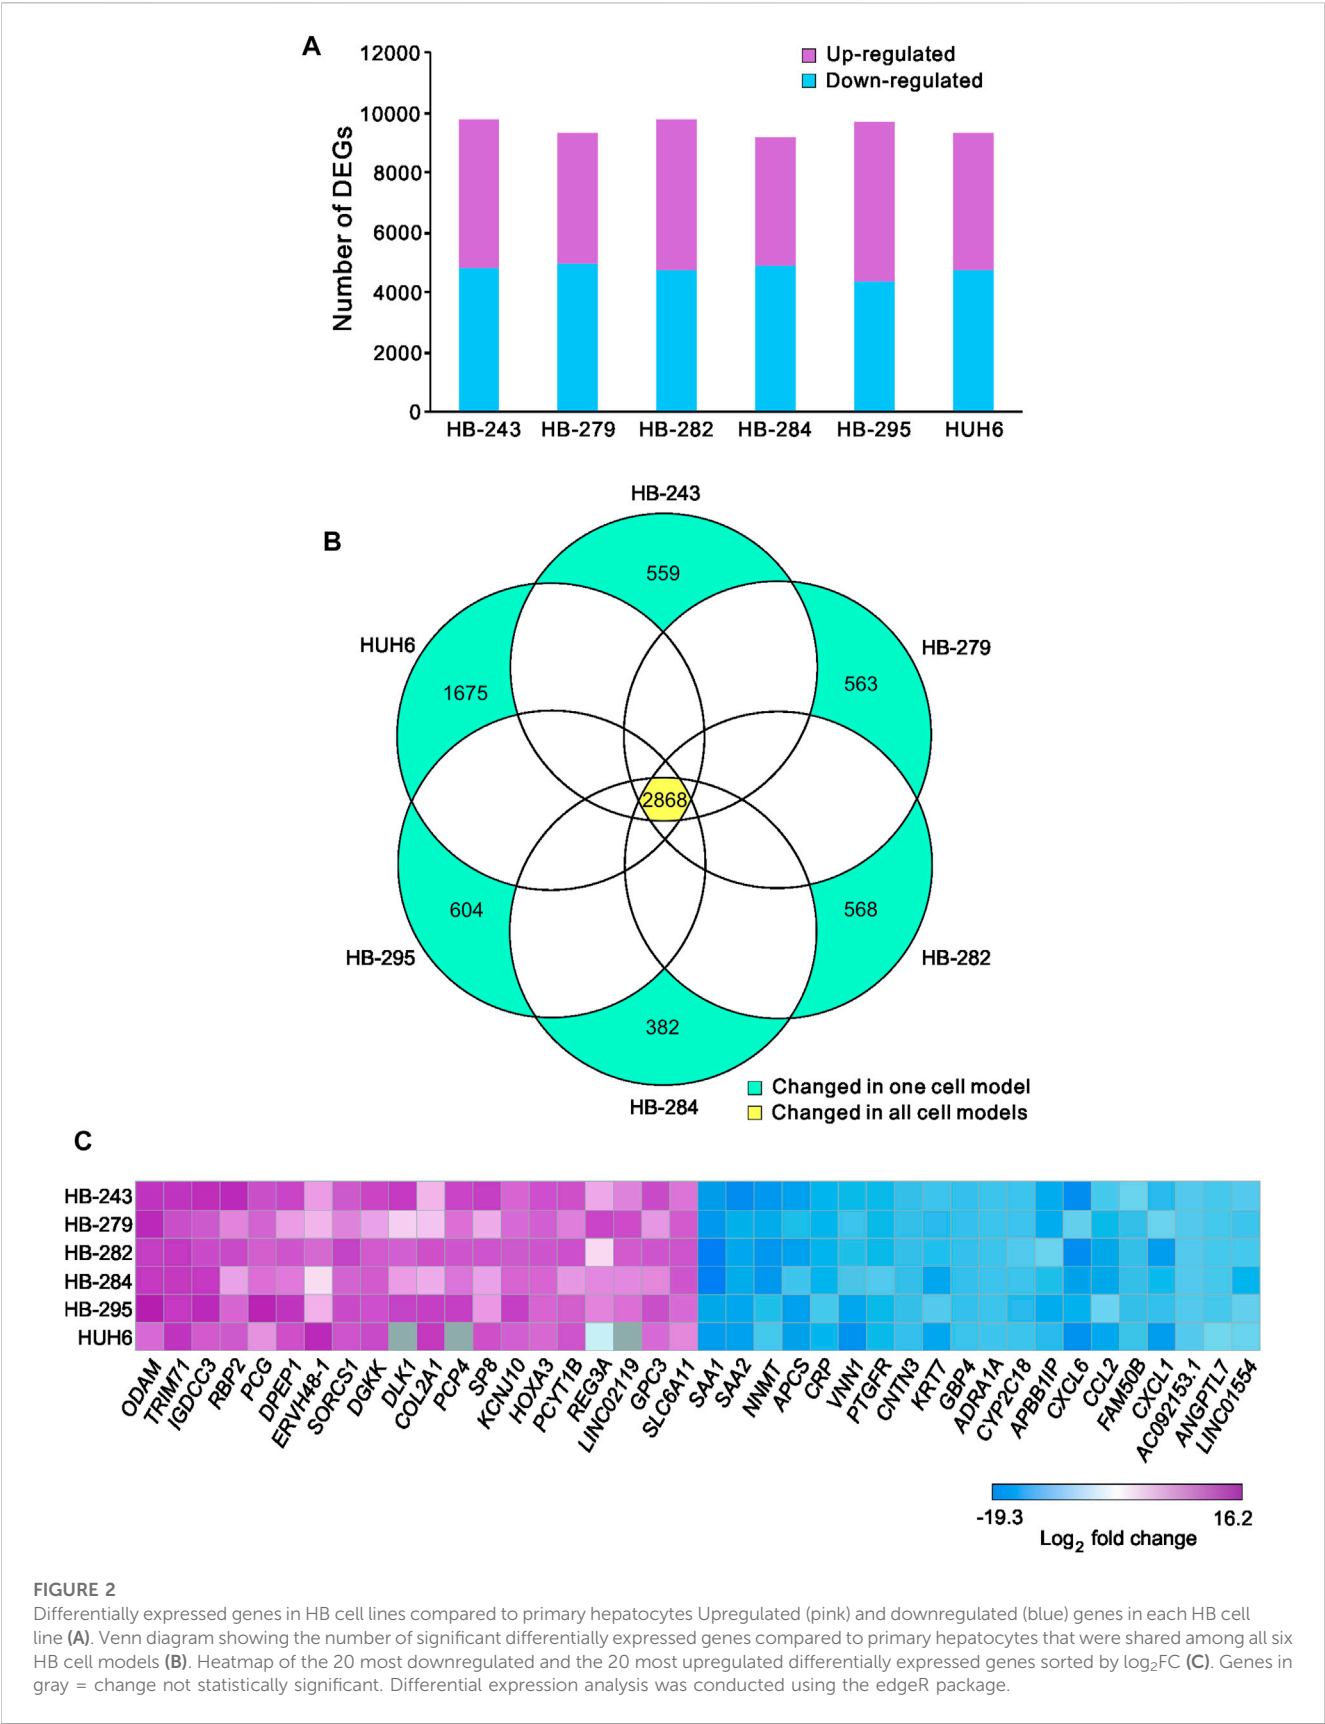 A
12000
10000
8000
6000
4000
2000
0
Number of DEGs
Up-regulated
Down-regulated
HB-243 HB-279 HB-282 HB-284 HB-295 HUH6
B
HB-243
559
HUH6
HB-279
1675
563
2868
604
568
HB-295
HB-282
382
HB-284
Changed in one cell model
Changed in all cell models
C
HB-243
HB-279
HB-282
HB-284
HB-295
HUH6
ODAM TRIM71 IGDCC3 RBP2 PCG DPEP1 ERVH48-1 SORCS1 DGKK DLK1 COL2A1 PCP4 SP8 KCNJ10 HOXA3 PCYT1B REG3A LINC02119 GPC3 SLC6A11 SAA1 SAA2 NNMT APCS CRP VNN1 PTGFR CNTN3 KRT7 GBP4 ADRA1A CYP2C18 APBB1IP CXCL6 CCL2 FAM50B CXCL1 AC092153.1 ANGPTL7 LINC01554
-19.3 16.2
Log₂ fold change
FIGURE 2
Differentially expressed genes in HB cell lines compared to primary hepatocytes Upregulated (pink) and downregulated (blue) genes in each HB cell
line (A). Venn diagram showing the number of significant differentially expressed genes compared to primary hepatocytes that were shared among all six
HB cell models (B). Heatmap of the 20 most downregulated and the 20 most upregulated differentially expressed genes sorted by log₂FC (C). Genes in
gray = change not statistically significant. Differential expression analysis was conducted using the edgeR package.